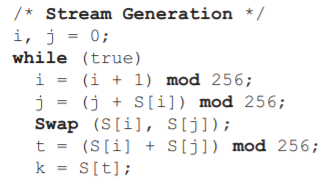 /* Stream Generation */
i, j = 0;
while (true)
i = (i + 1) mod 256;
j = (j + S[i]) mod 256;
Swap (S[i], S[j]);
t = (S[i] + S[j]) mod 256;
k = S[t];